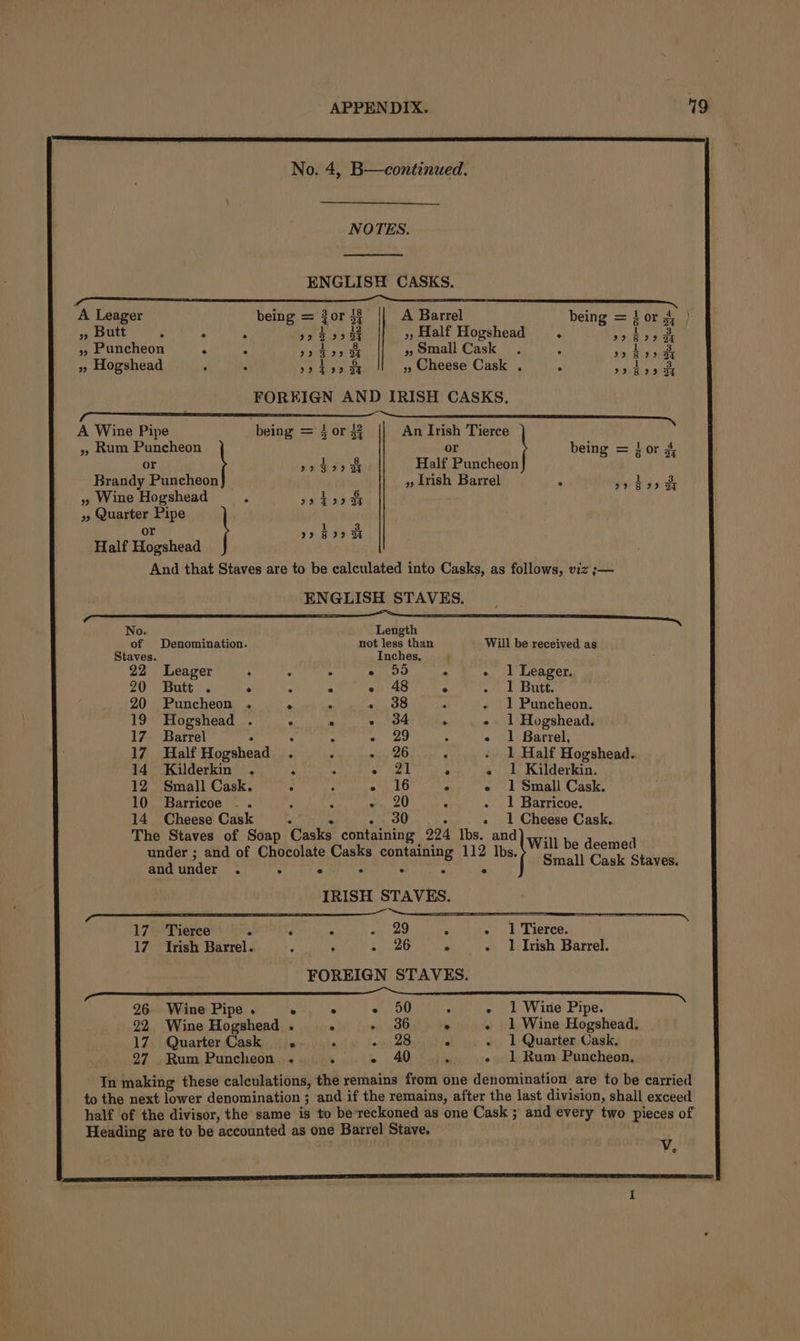 APPENDIX. 79
No. 4, B—continued.
NOTES.
ENGLISH CASKS.
A Leager being = 3/4 or 18/24
,, Butt . . . ,, 1/2 ,, 12/24
,, Puncheon . . ,, 1/3 ,, 8/24
,, Hogshead . . ,, 1/4 ,, 6/24
A Barrel being = 1/6 or 4/24
,, Half Hogshead . ,, 1/8 ,, 3/24
,, Small Cask . . ,, 1/8 ,, 3/24
,, Cheese Cask . . ,, 1/8 ,, 3/24
FOREIGN AND IRISH CASKS.
A Wine Pipe being = 1/2 or 12/24
,, Rum Puncheon
or ,, 1/3 ,, 8/24
Brandy Puncheon
,, Wine Hogshead . ,, 1/4 ,, 6/24
,, Quarter Pipe
or ,, 1/8 ,, 3/24
Half Hogshead
An Irish Tierce
or being = 1/6 or 4/24
Half Puncheon
,, Irish Barrel . ,, 1/8 ,, 3/24
And that Staves are to be calculated into Casks, as follows, viz ;—
ENGLISH STAVES.
No. Length
of Denomination. not less than Will be received as
Staves. Inches.
22 Leager . . . . 55 . . 1 Leager.
20 Butt . . . . . 48 . . 1 Butt.
20 Puncheon . . . . 38 . . 1 Puncheon.
19 Hogshead . . . . 34 . . 1 Hogshead.
17 Barrel . . . . 29 . . 1 Barrel.
17 Half Hogshead . . . 26 . . 1 Half Hogshead.
14 Kilderkin . . . . 21 . . 1 Kilderkin.
12 Small Cask. . . . 16 . . 1 Small Cask.
10 Barricoe . . . . 20 . . 1 Barricoe.
14 Cheese Cask . . . 30 . . 1 Cheese Cask.
The Staves of Soap Casks containing 224 lbs. and
under ; and of Chocolate Casks containing 112 lbs.
and under . . . . . . .
Will be deemed
Small Cask Staves.
IRISH STAVES.
17 Tierce . . . . 29 . . 1 Tierce.
17 Irish Barrel. . . . 26 . . 1 Irish Barrel.
FOREIGN STAVES.
26 Wine Pipe . . . . 50 . . 1 Wine Pipe.
22 Wine Hogshead . . . 36 . . 1 Wine Hogshead.
17 Quarter Cask . . . 28 . . 1 Quarter Cask.
27 Rum Puncheon . . . 40 . . 1 Rum Puncheon.
In making these calculations, the remains from one denomination are to be carried
to the next lower denomination ; and if the remains, after the last division, shall exceed
half of the divisor, the same is to be reckoned as one Cask ; and every two pieces of
Heading are to be accounted as one Barrel Stave.
V.
I